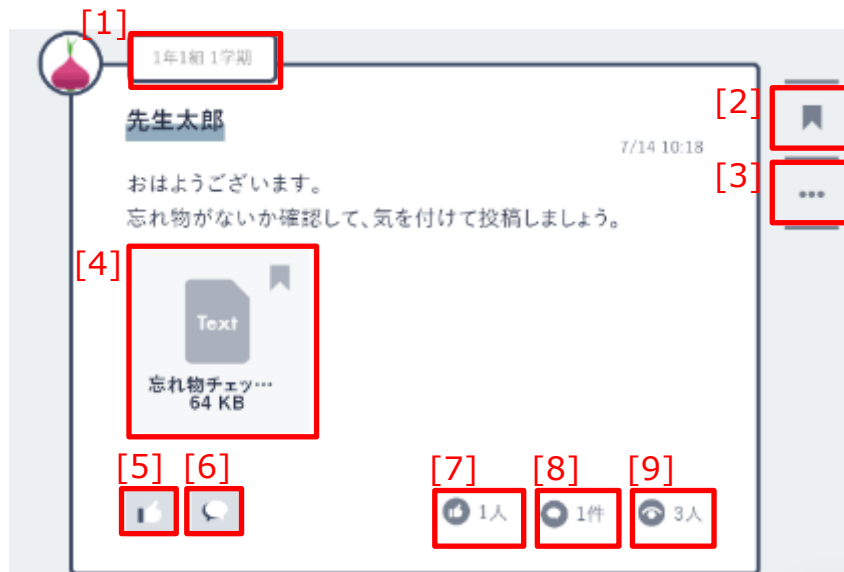 [1]
1年1組 1学期
[2]
先生太郎
7/14 10:18
[3]
おはようございます。
忘れ物がないか確認して、気を付けて投稿しましょう。
[4]
Text
忘れ物チェッ…
64 KB
[5] [6] [7] [8] [9]
1人 1件 3人